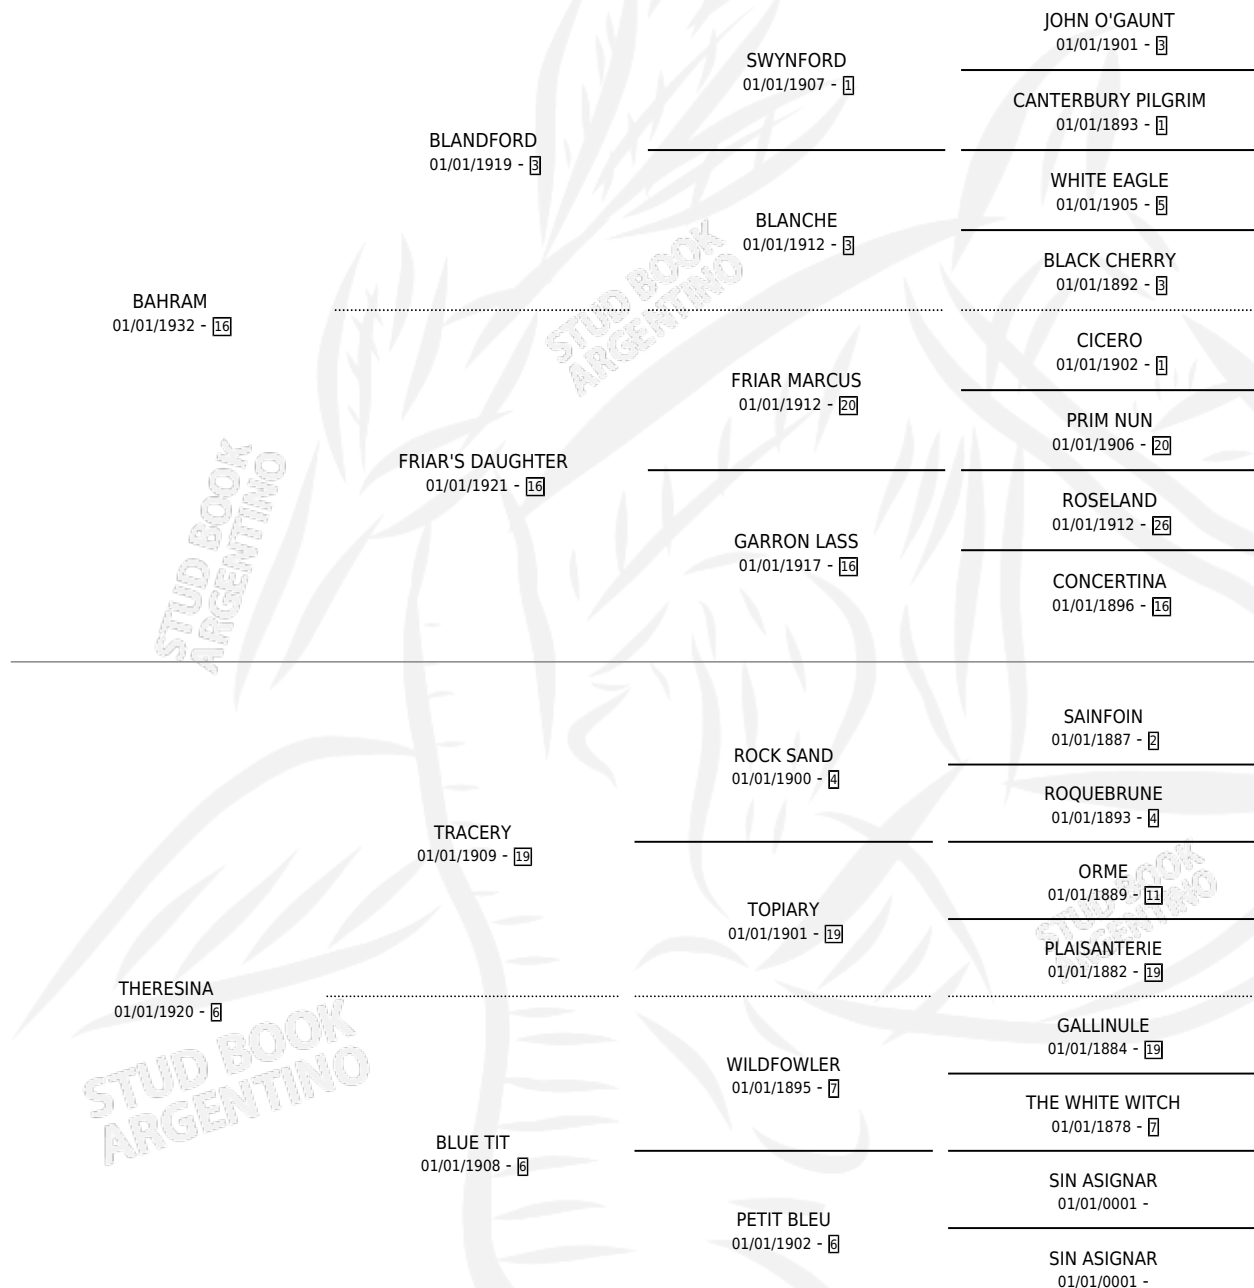 JOHN O'GAUNT
01/01/1901 - 3
SWYNFORD
01/01/1907 - 1
CANTERBURY PILGRIM
01/01/1893 - 1
BLANDFORD
01/01/1919 - 3
WHITE EAGLE
01/01/1905 - 5
BLANCHE
01/01/1912 - 3
BLACK CHERRY
01/01/1892 - 3
BAHRAM
01/01/1932 - 16
CICERO
01/01/1902 - 1
FRIAR MARCUS
01/01/1912 - 20
PRIM NUN
01/01/1906 - 20
FRIAR'S DAUGHTER
01/01/1921 - 16
ROSELAND
01/01/1912 - 26
GARRON LASS
01/01/1917 - 16
CONCERTINA
01/01/1896 - 16
SAINFOIN
01/01/1887 - 2
ROCK SAND
01/01/1900 - 4
ROQUEBRUNE
01/01/1893 - 4
TRACERY
01/01/1909 - 19
ORME
01/01/1889 - 11
TOPIARY
01/01/1901 - 19
PLAISANTERIE
01/01/1882 - 19
THERESINA
01/01/1920 - 6
GALLINULE
01/01/1884 - 19
WILDFOWLER
01/01/1895 - 7
THE WHITE WITCH
01/01/1878 - 7
BLUE TIT
01/01/1908 - 6
SIN ASIGNAR
01/01/0001 -
PETIT BLEU
01/01/1902 - 6
SIN ASIGNAR
01/01/0001 -
STUD BOOK
ARGENTINO
STUD BOOK
ARGENTINO
STUD BOOK
ARGENTINO
STUD BOOK
ARGENTINO